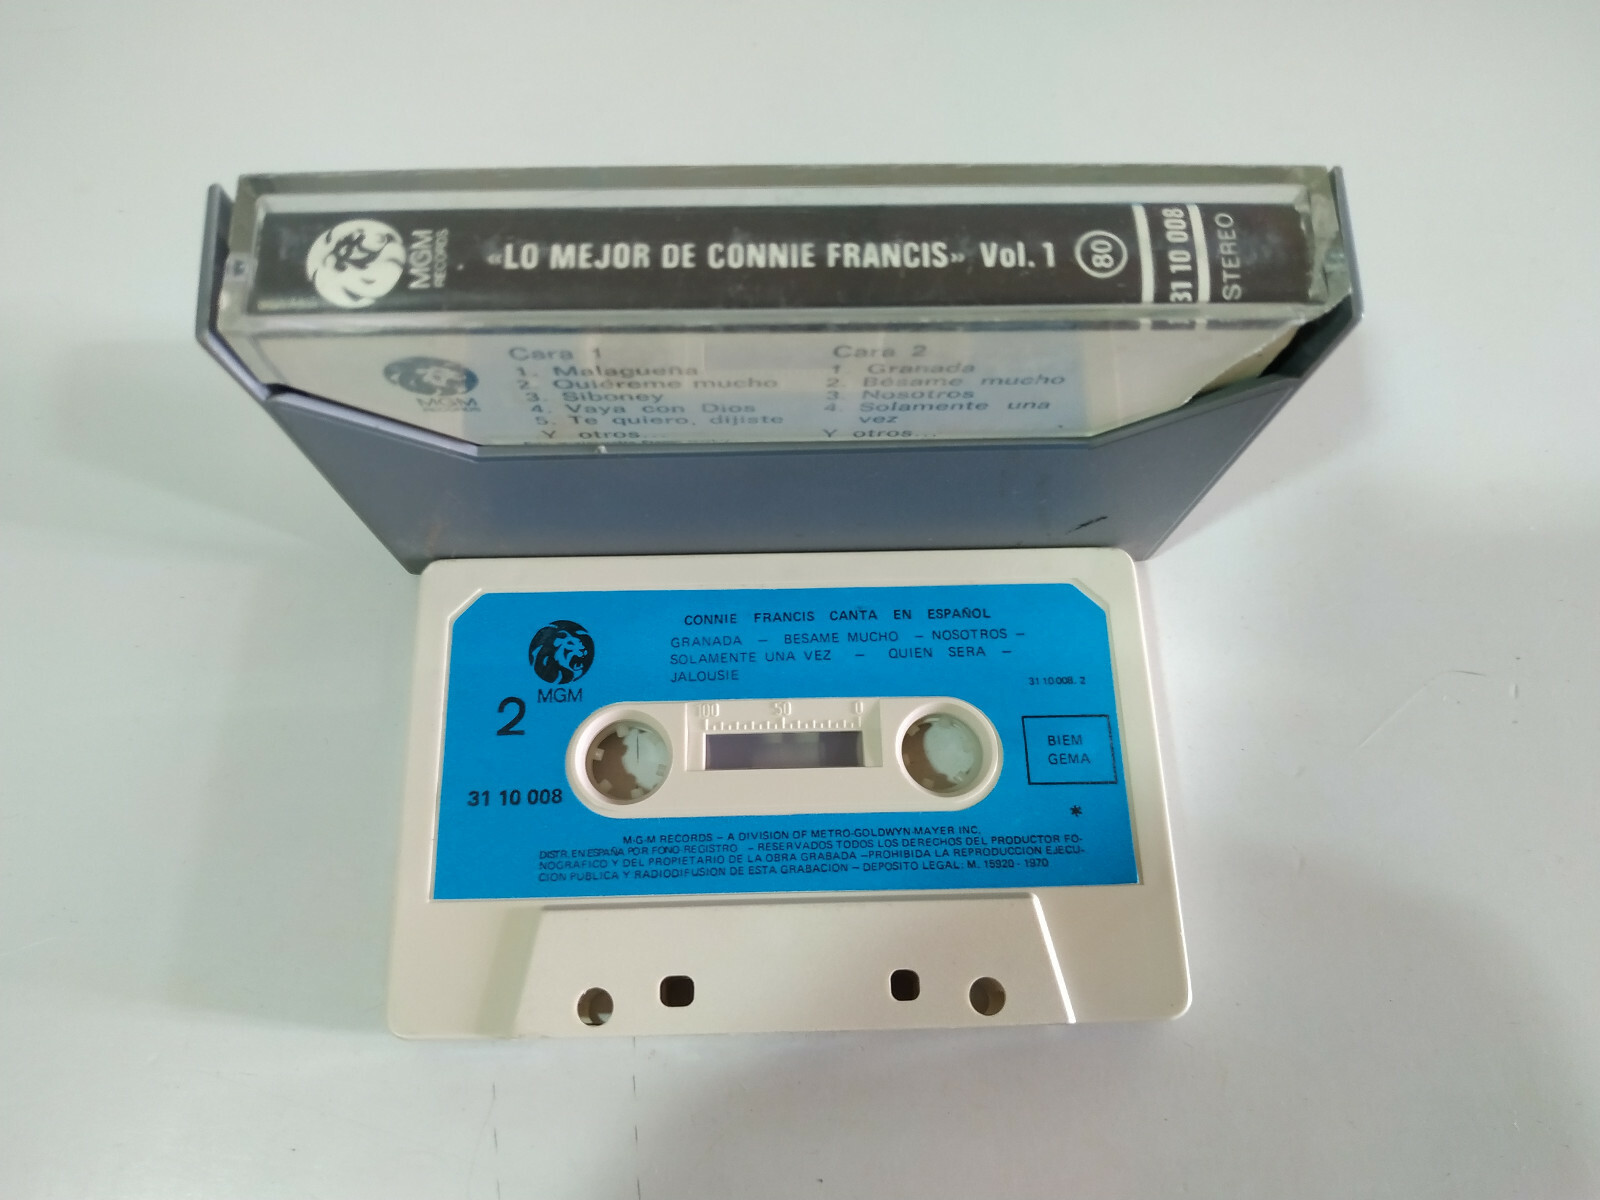 MGM
RECORDS
«LO MEJOR DE CONNIE FRANCIS» Vol. 1
80
31 10 008
STEREO
MGM
RECORDS
Cara 1
1. Malagueña
2. Quiéreme mucho
3. Siboney
4. Vaya con Dios
5. Te quiero, dijiste
Y otros...
Cara 2
1 Granada
2. Bésame mucho
3 Nosotros
4. Solamente una
vez
Y otros...
CONNIE FRANCIS CANTA EN ESPAÑOL
GRANADA — BESAME MUCHO — NOSOTROS —
SOLAMENTE UNA VEZ — QUIEN SERA —
JALOUSIE
MGM
2
31 10 008. 2
100 50 0
BIEM
GEMA
31 10 008
*
M·G·M RECORDS — A DIVISION OF METRO-GOLDWYN-MAYER INC.
DISTR. EN ESPAÑA POR FONO-REGISTRO — RESERVADOS TODOS LOS DERECHOS DEL PRODUCTOR FO-
NOGRAFICO Y DEL PROPIETARIO DE LA OBRA GRABADA — PROHIBIDA LA REPRODUCCION EJECU-
CION PUBLICA Y RADIODIFUSION DE ESTA GRABACION — DEPOSITO LEGAL: M. 15920 - 1970